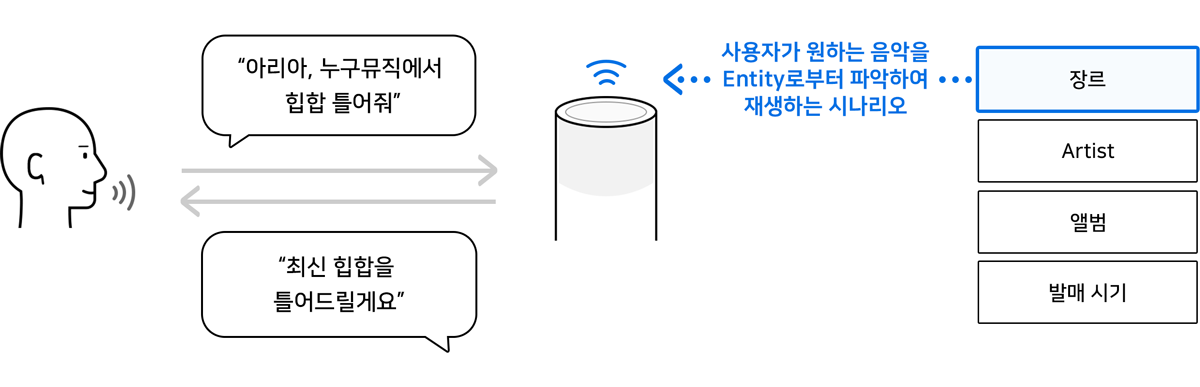 “아리아, 누구뮤직에서
힙합 틀어줘”
“최신 힙합을
틀어드릴게요”
사용자가 원하는 음악을
Entity로부터 파악하여
재생하는 시나리오
장르
Artist
앨범
발매 시기